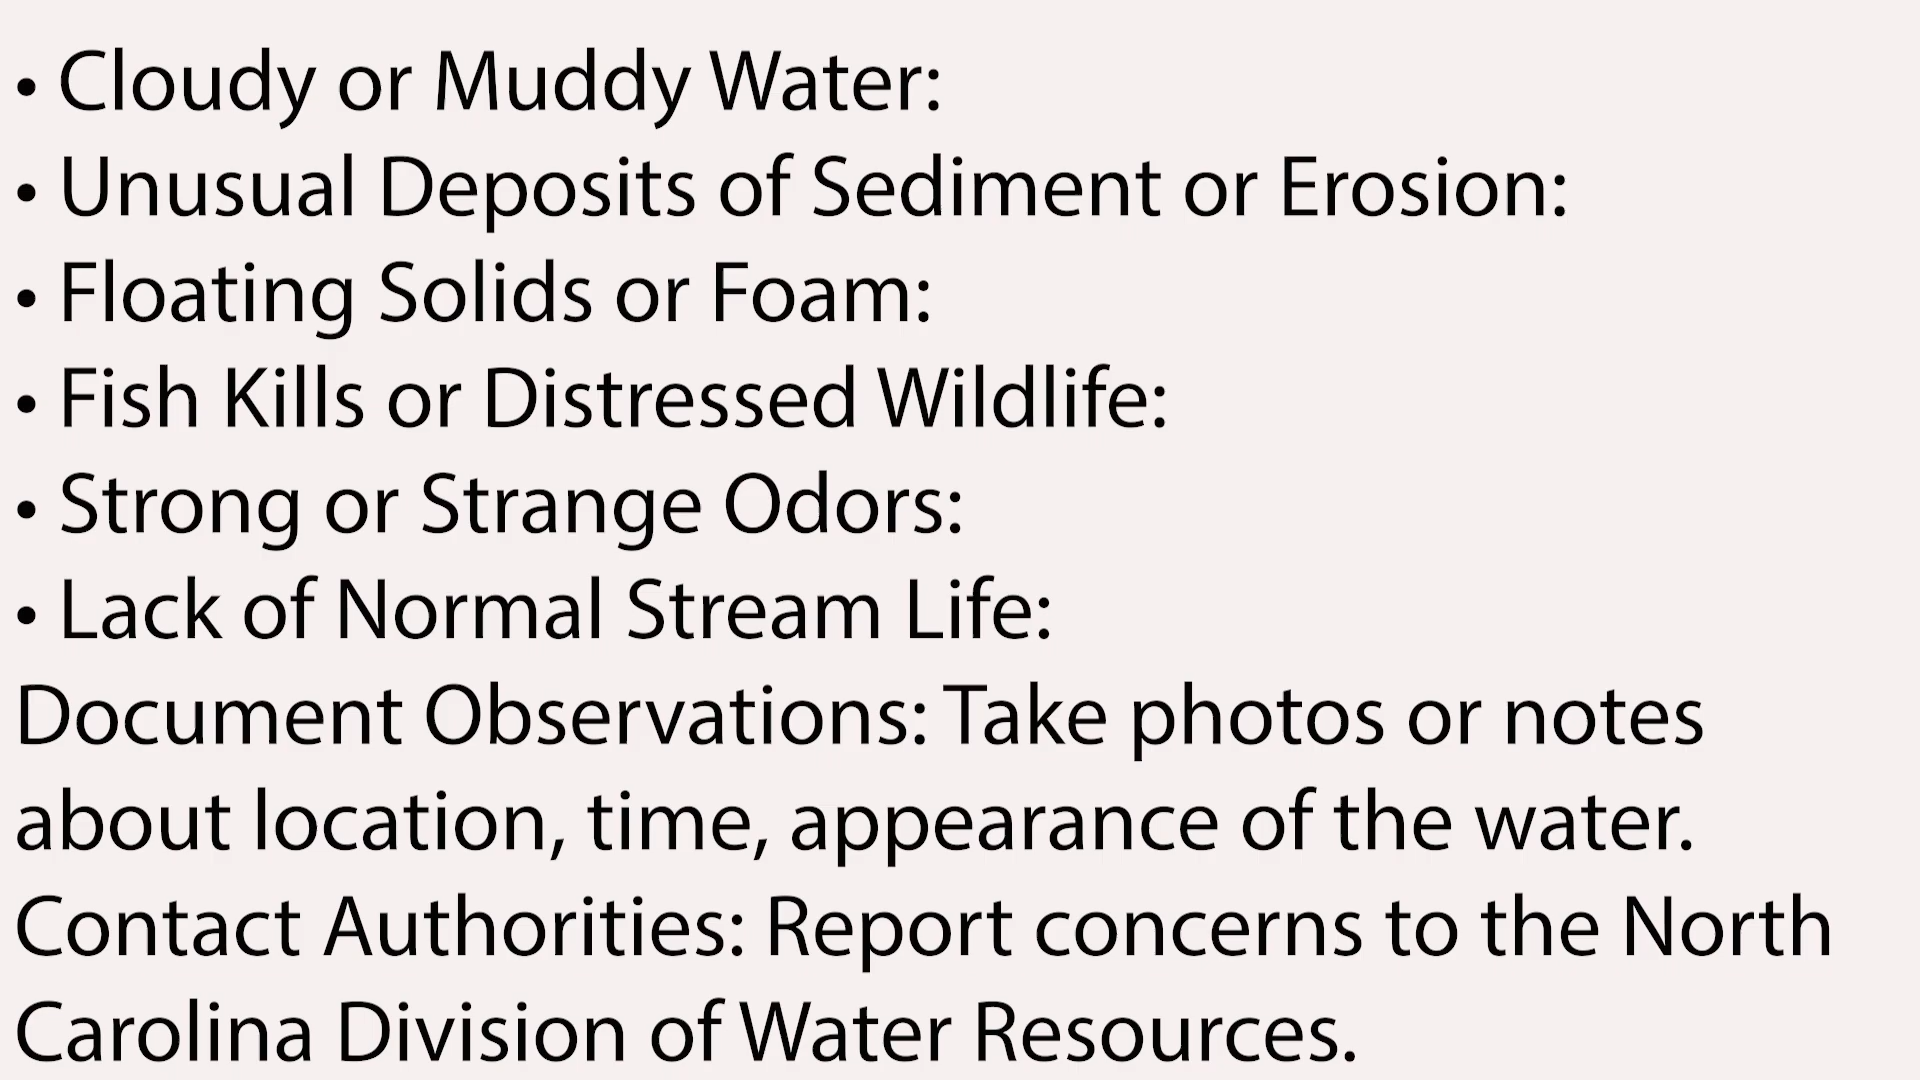 • Cloudy or Muddy Water:
• Unusual Deposits of Sediment or Erosion:
• Floating Solids or Foam:
• Fish Kills or Distressed Wildlife:
• Strong or Strange Odors:
• Lack of Normal Stream Life:
Document Observations: Take photos or notes
about location, time, appearance of the water.
Contact Authorities: Report concerns to the North
Carolina Division of Water Resources.